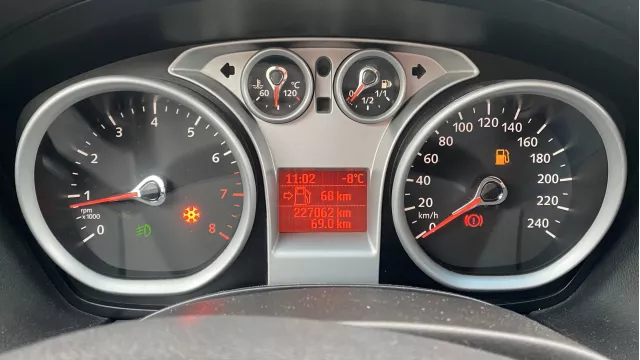 60 °C 120
0 1/2 1/1
0 1 2 3 4 5 6 7 8
rpm
x1000
11:02 -8°C
68 km
227062 km
69.0 km
0 20 40 60 80 100 120 140 160 180 200 220 240
km/h